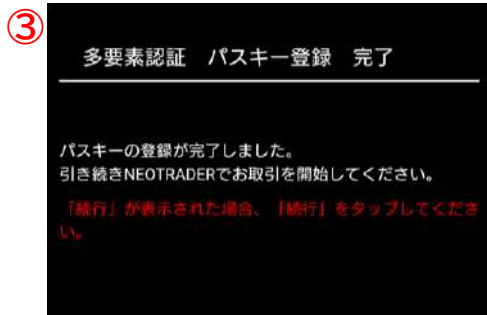 ③
多要素認証　パスキー登録　完了
パスキーの登録が完了しました。
引き続きNEOTRADERでお取引を開始してください。
「続行」が表示された場合、「続行」をタップしてくださ
い。